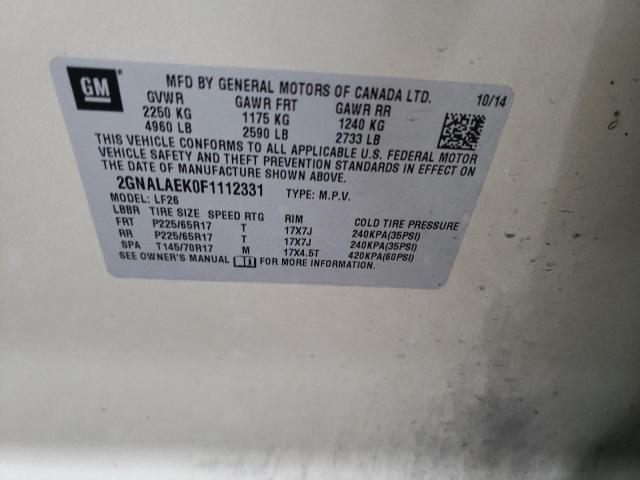 GM
MFD BY GENERAL MOTORS OF CANADA LTD. 10/14
GVWR GAWR FRT GAWR RR
2250 KG 1175 KG 1240 KG
4960 LB 2590 LB 2733 LB
THIS VEHICLE CONFORMS TO ALL APPLICABLE U.S. FEDERAL MOTOR
VEHICLE SAFETY AND THEFT PREVENTION STANDARDS IN EFFECT ON
THE DATE OF MANUFACTURE SHOWN ABOVE.
2GNALAEK0F1112331 TYPE: M.P.V.
MODEL: LF26
LBBR TIRE SIZE SPEED RTG RIM COLD TIRE PRESSURE
FRT P225/65R17 T 17X7J 240KPA(35PSI)
RR P225/65R17 T 17X7J 240KPA(35PSI)
SPA T145/70R17 M 17X4.5T 420KPA(60PSI)
SEE OWNER'S MANUAL FOR MORE INFORMATION.